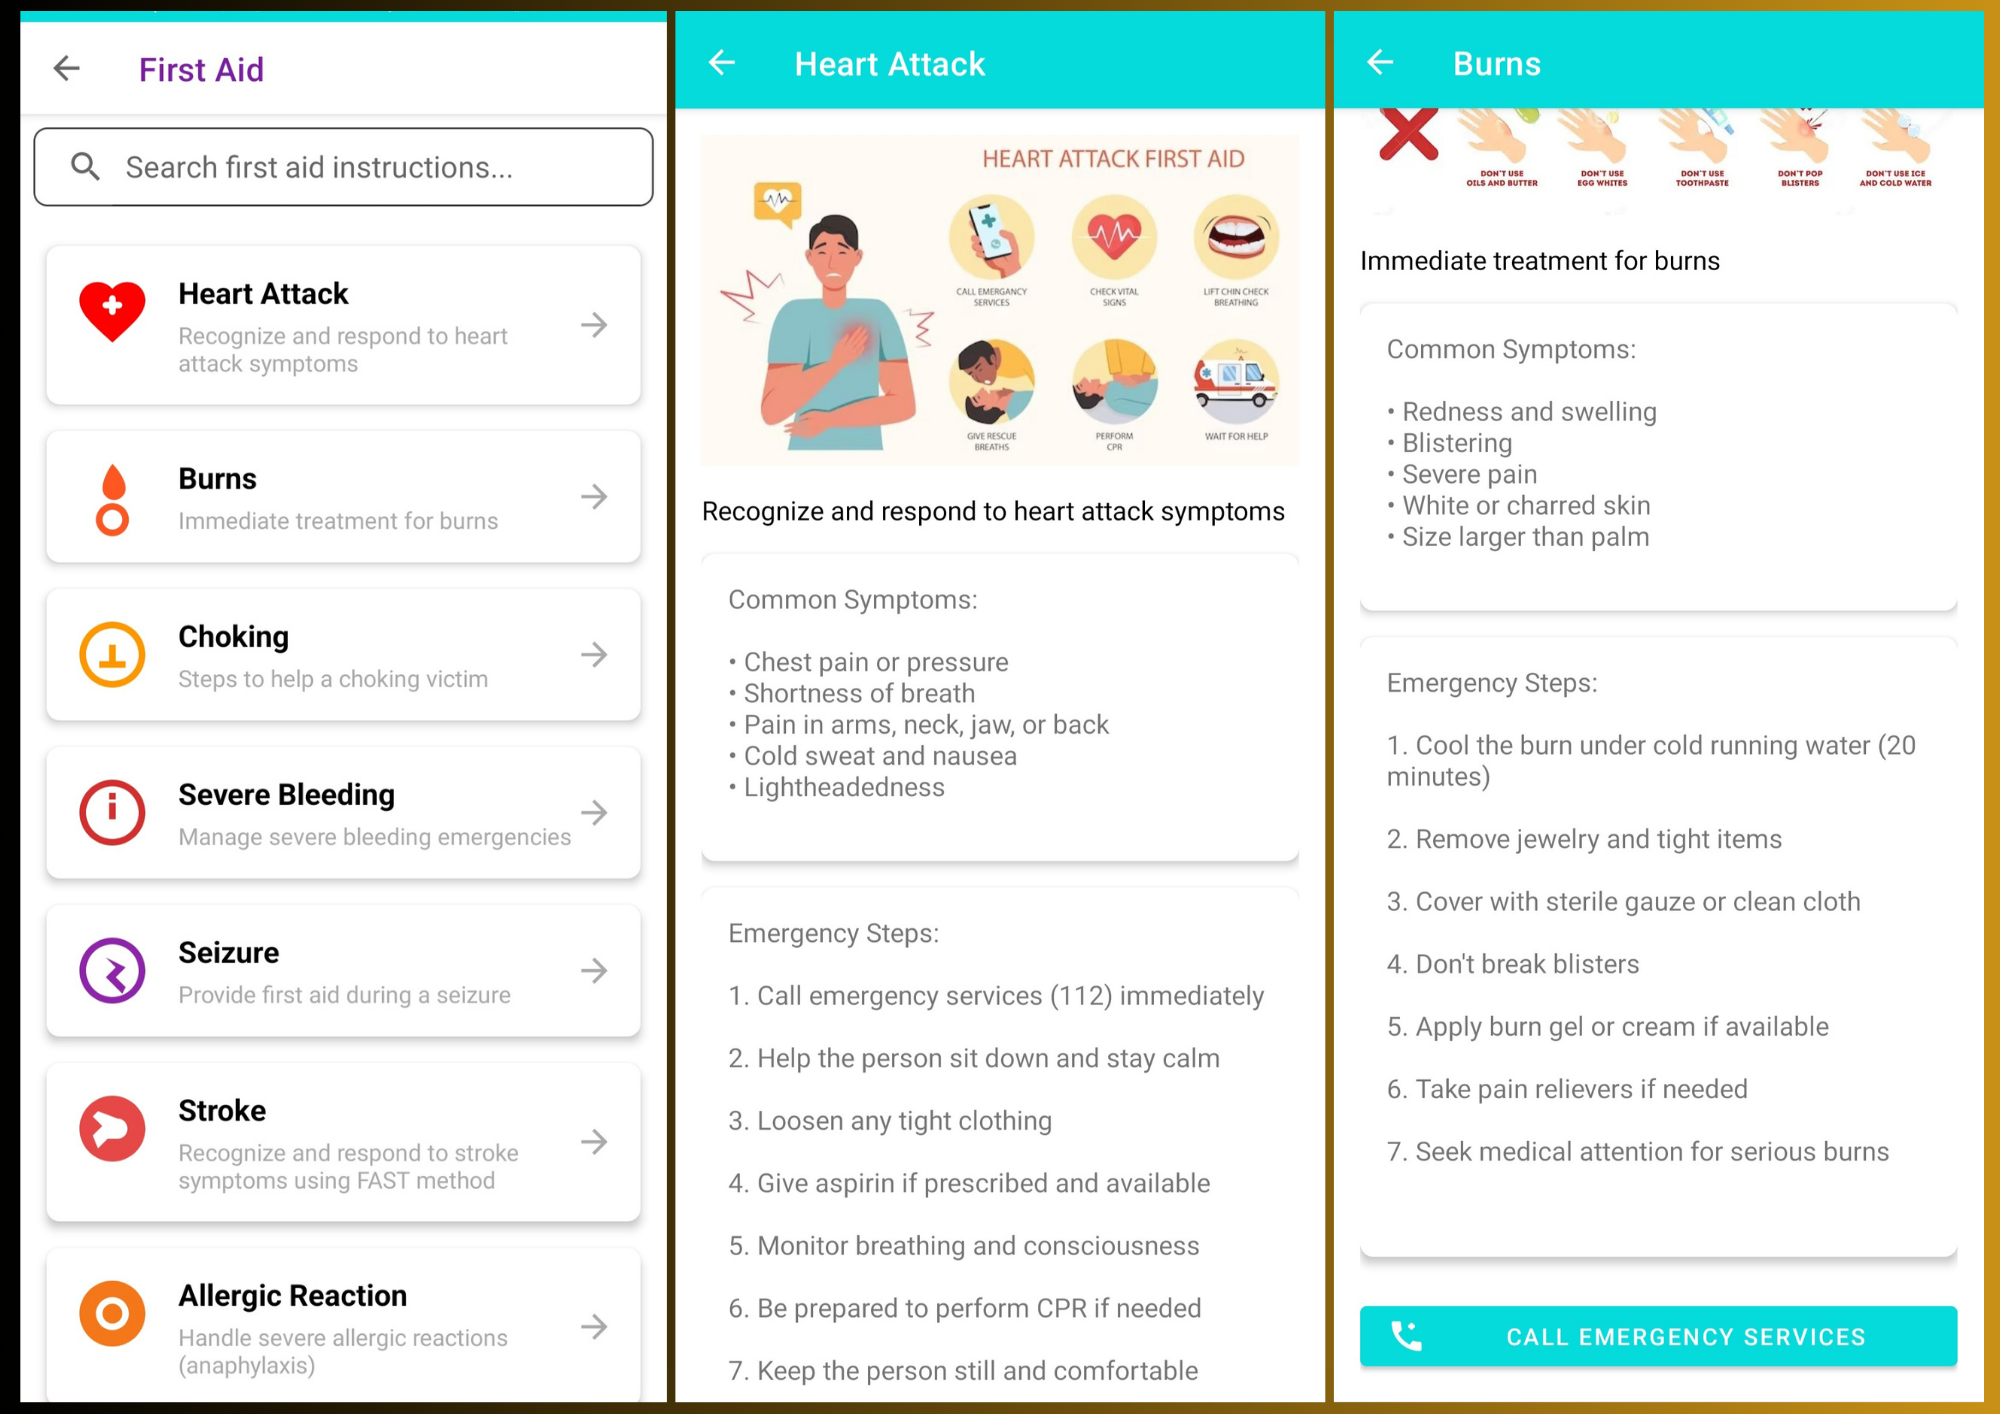 First Aid
Search first aid instructions...
Heart Attack
Recognize and respond to heart
attack symptoms
Burns
Immediate treatment for burns
Choking
Steps to help a choking victim
Severe Bleeding
Manage severe bleeding emergencies
Seizure
Provide first aid during a seizure
Stroke
Recognize and respond to stroke
symptoms using FAST method
Allergic Reaction
Handle severe allergic reactions
(anaphylaxis)
Heart Attack
HEART ATTACK FIRST AID
CALL EMERGANCY
SERVICES
CHECK VITAL
SIGNS
LIFT CHIN CHECK
BREATHING
GIVE RESCUE
BREATHS
PERFORM
CPR
WAIT FOR HELP
Recognize and respond to heart attack symptoms
Common Symptoms:
• Chest pain or pressure
• Shortness of breath
• Pain in arms, neck, jaw, or back
• Cold sweat and nausea
• Lightheadedness
Emergency Steps:
1. Call emergency services (112) immediately
2. Help the person sit down and stay calm
3. Loosen any tight clothing
4. Give aspirin if prescribed and available
5. Monitor breathing and consciousness
6. Be prepared to perform CPR if needed
7. Keep the person still and comfortable
Burns
DON'T USE
OILS AND BUTTER
DON'T USE
EGG WHITES
DON'T USE
TOOTHPASTE
DON'T POP
BLISTERS
DON'T USE ICE
AND COLD WATER
Immediate treatment for burns
Common Symptoms:
• Redness and swelling
• Blistering
• Severe pain
• White or charred skin
• Size larger than palm
Emergency Steps:
1. Cool the burn under cold running water (20
minutes)
2. Remove jewelry and tight items
3. Cover with sterile gauze or clean cloth
4. Don't break blisters
5. Apply burn gel or cream if available
6. Take pain relievers if needed
7. Seek medical attention for serious burns
CALL EMERGENCY SERVICES